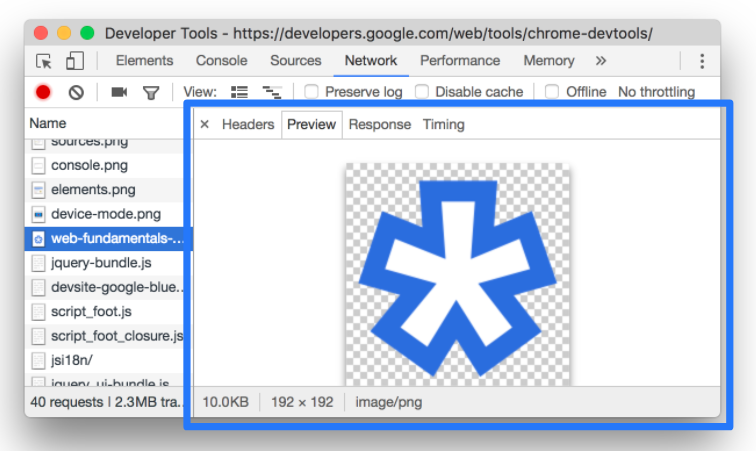 Developer Tools - https://developers.google.com/web/tools/chrome-devtools/
Elements Console Sources Network Performance Memory »
View: Preserve log Disable cache Offline No throttling
Name
× Headers Preview Response Timing
sources.png
console.png
elements.png
device-mode.png
web-fundamentals-...
jquery-bundle.js
devsite-google-blue..
script_foot.js
script_foot_closure.js
jsi18n/
jquery_ui-bundle.js
40 requests | 2.3MB tra...
10.0KB 192 × 192 image/png